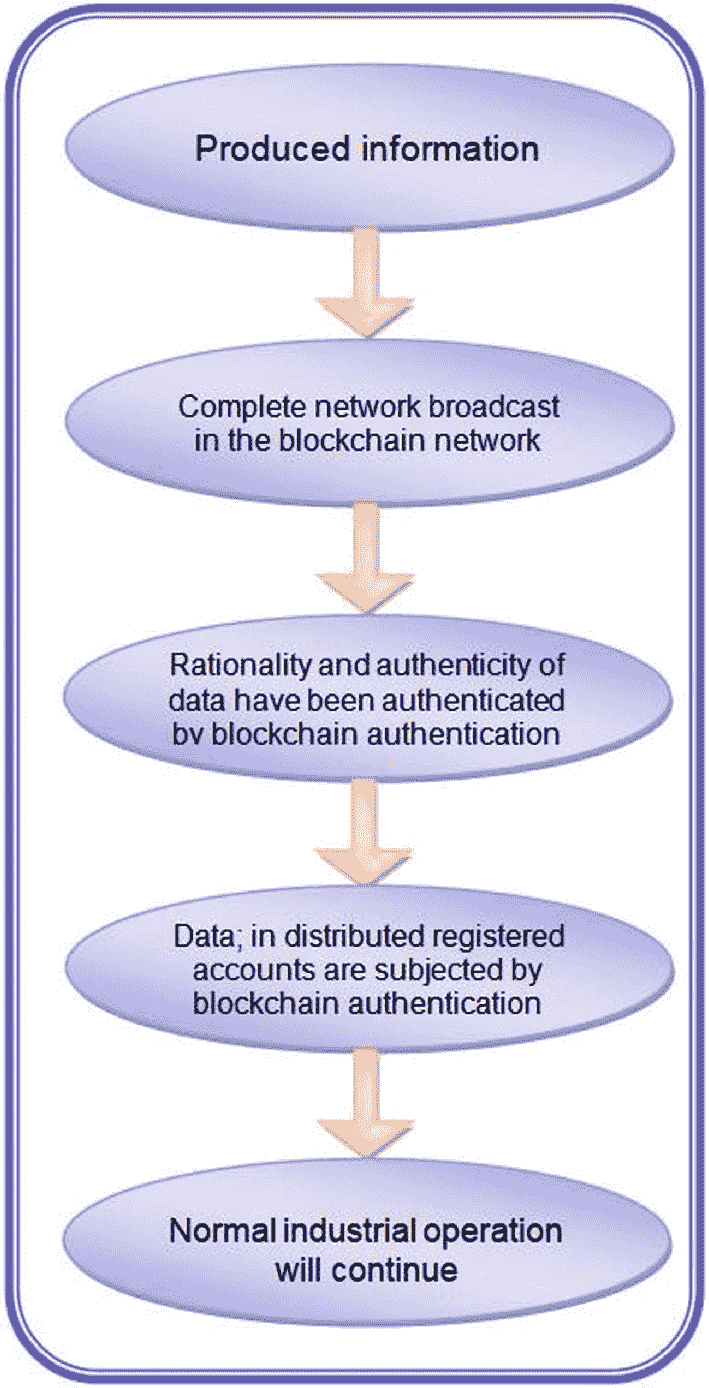 Produced information
Complete network broadcast
in the blockchain network
Rationality and authenticity of
data have been authenticated
by blockchain authentication
Data; in distributed registered
accounts are subjected by
blockchain authentication
Normal industrial operation
will continue